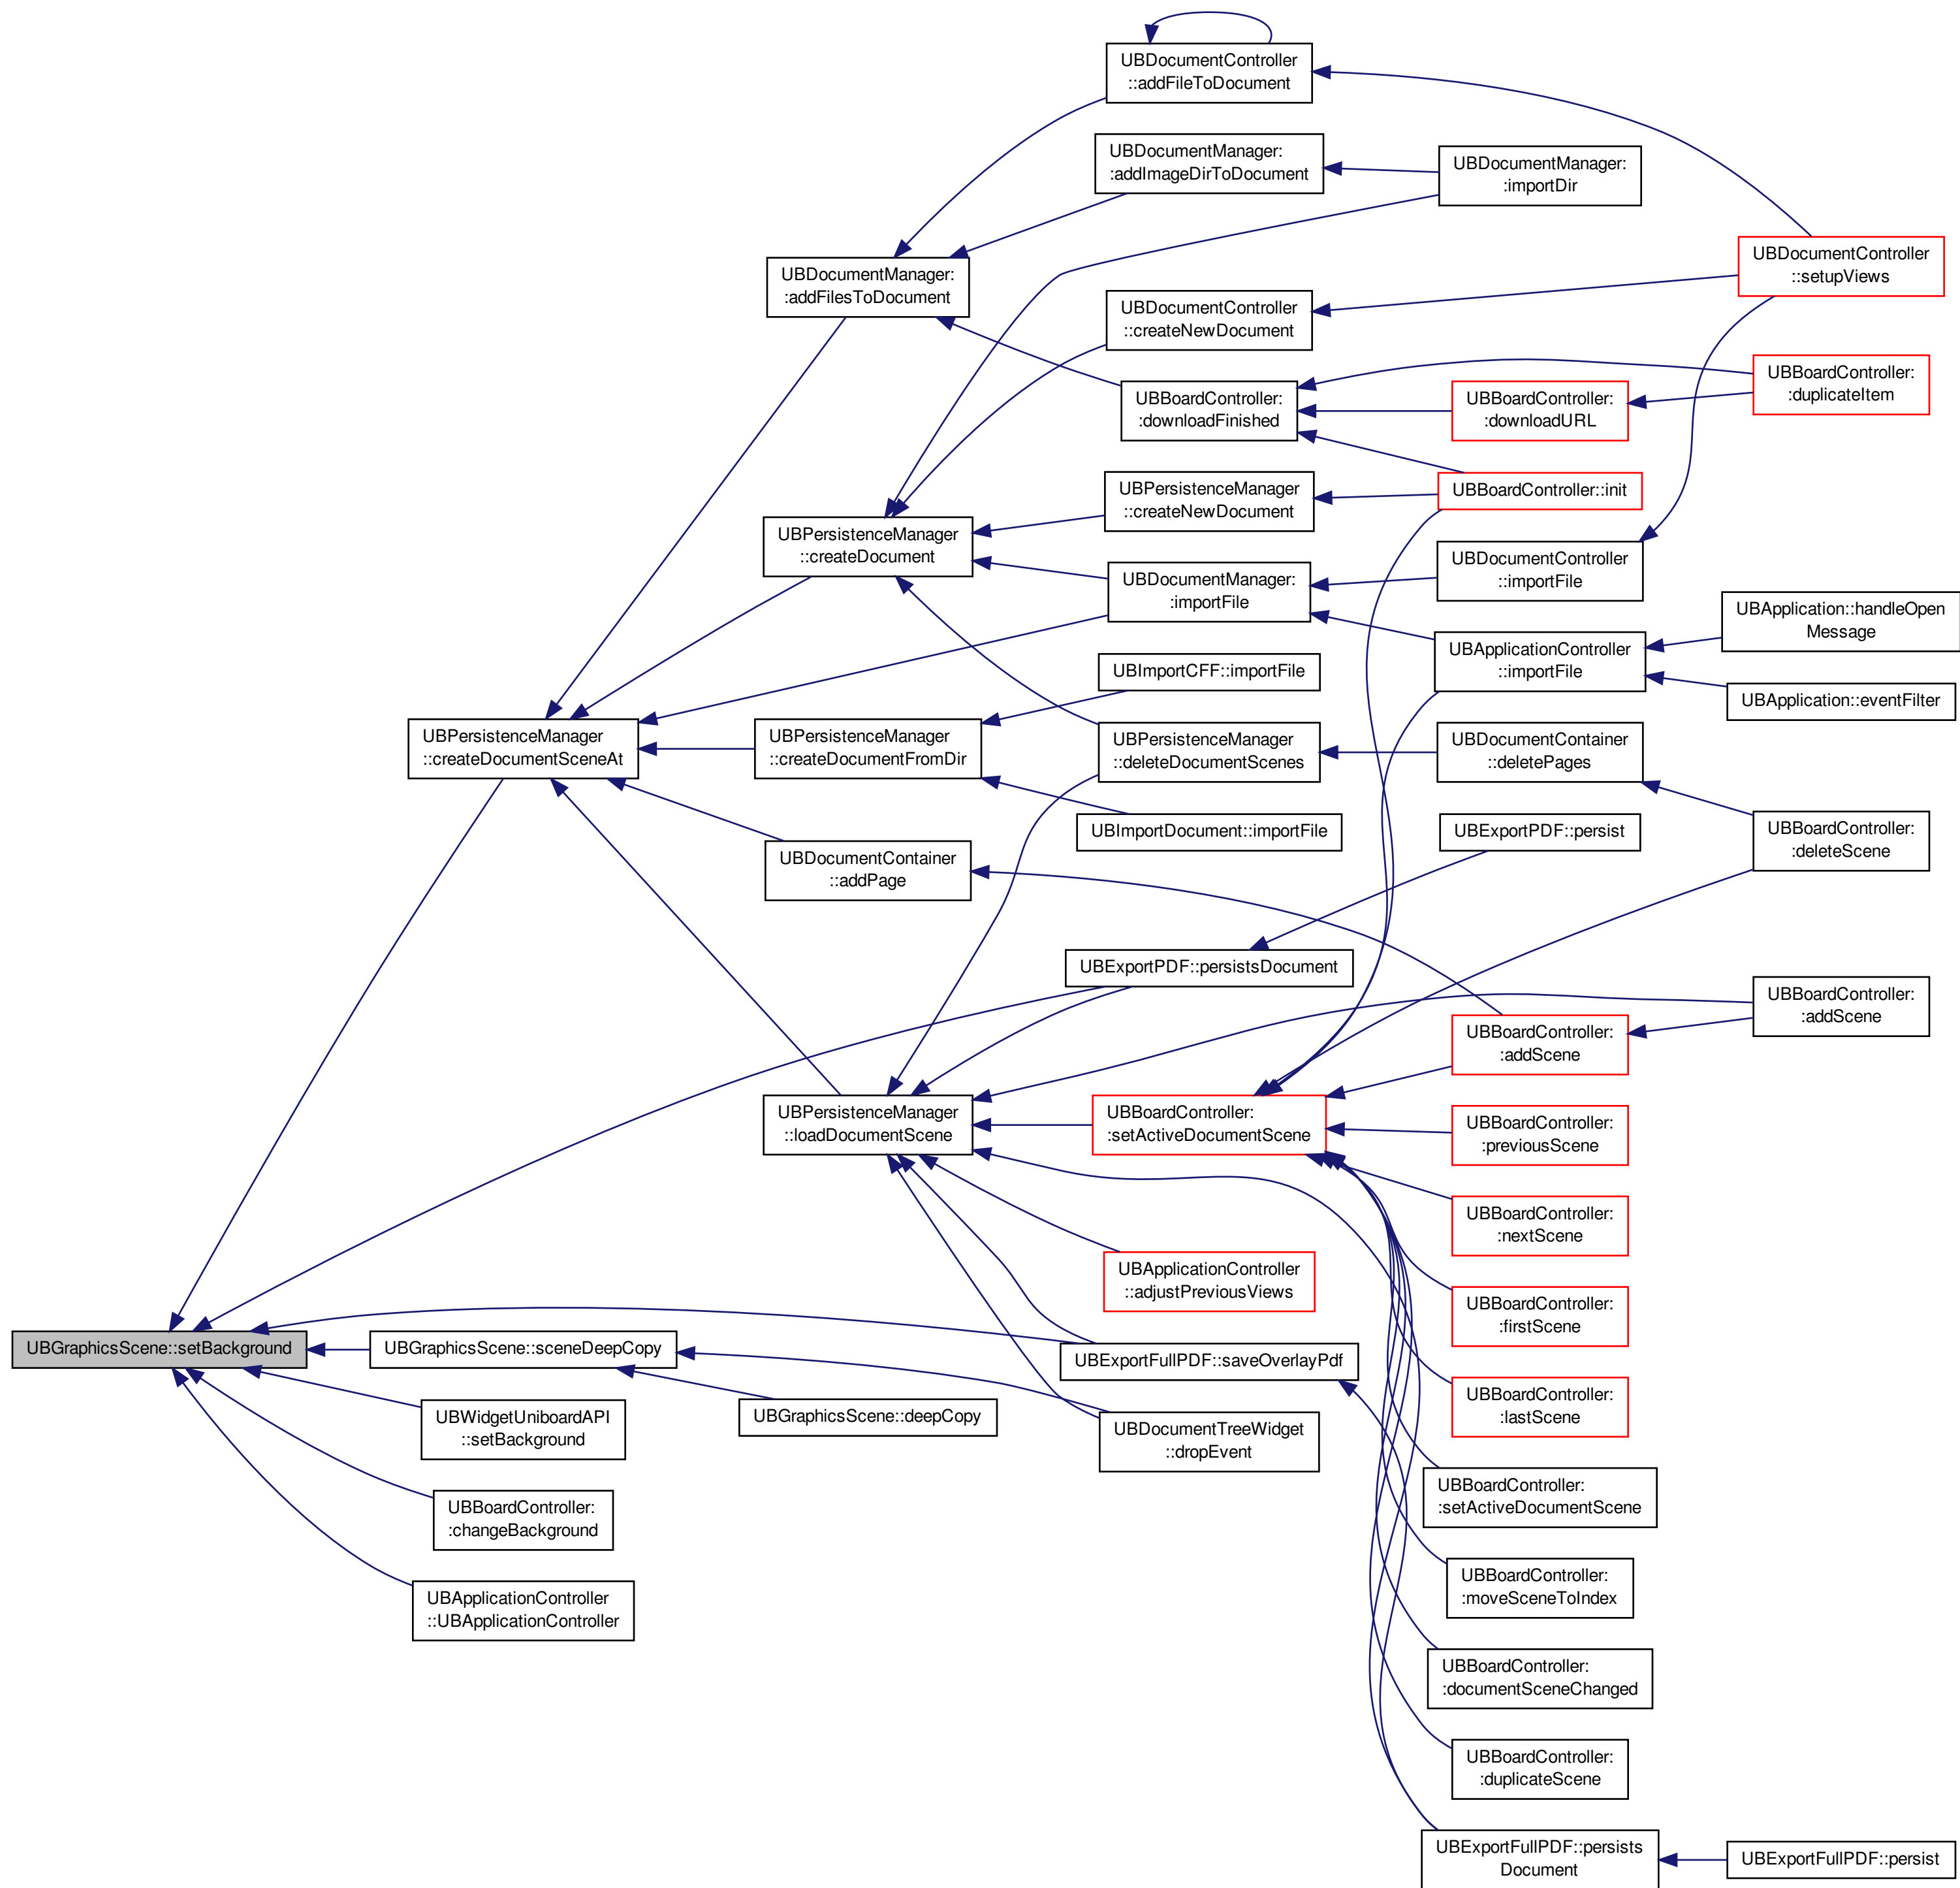 UBDocumentController
::addFileToDocument
UBDocumentManager:
:addImageDirToDocument
UBDocumentManager:
:importDir
UBDocumentController
::setupViews
UBDocumentManager:
:addFilesToDocument
UBDocumentController
::createNewDocument
UBBoardController:
:downloadFinished
UBBoardController:
:downloadURL
UBBoardController:
:duplicateItem
UBPersistenceManager
::createNewDocument
UBBoardController::init
UBPersistenceManager
::createDocument
UBDocumentManager:
:importFile
UBDocumentController
::importFile
UBApplication::handleOpen
Message
UBApplicationController
::importFile
UBApplication::eventFilter
UBImportCFF::importFile
UBPersistenceManager
::createDocumentSceneAt
UBPersistenceManager
::createDocumentFromDir
UBPersistenceManager
::deleteDocumentScenes
UBDocumentContainer
::deletePages
UBImportDocument::importFile
UBExportPDF::persist
UBBoardController:
:deleteScene
UBDocumentContainer
::addPage
UBExportPDF::persistsDocument
UBBoardController:
:addScene
UBBoardController:
:addScene
UBPersistenceManager
::loadDocumentScene
UBBoardController:
:setActiveDocumentScene
UBBoardController:
:previousScene
UBBoardController:
:nextScene
UBApplicationController
::adjustPreviousViews
UBBoardController:
:firstScene
UBGraphicsScene::setBackground
UBGraphicsScene::sceneDeepCopy
UBExportFullPDF::saveOverlayPdf
UBBoardController:
:lastScene
UBWidgetUniboardAPI
::setBackground
UBGraphicsScene::deepCopy
UBDocumentTreeWidget
::dropEvent
UBBoardController:
:setActiveDocumentScene
UBBoardController:
:changeBackground
UBBoardController:
:moveSceneToIndex
UBApplicationController
::UBApplicationController
UBBoardController:
:documentSceneChanged
UBBoardController:
:duplicateScene
UBExportFullPDF::persists
Document
UBExportFullPDF::persist